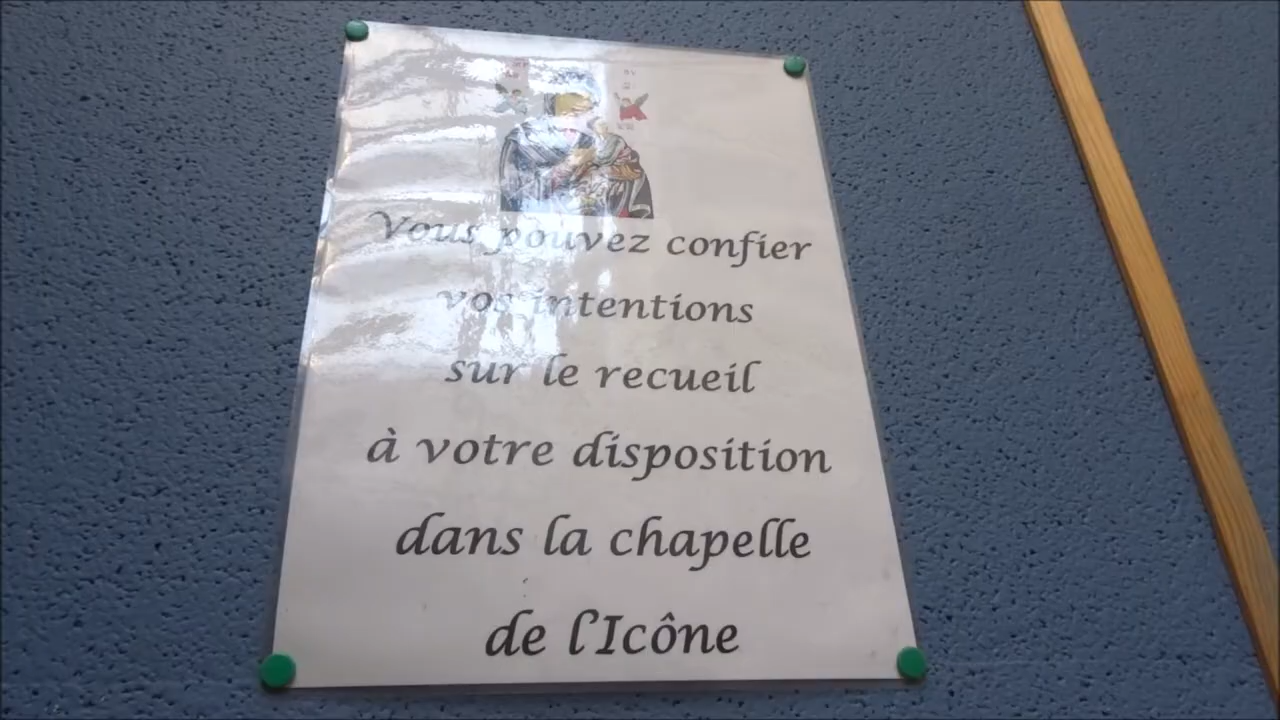 Vous pouvez confier
vos intentions
sur le recueil
à votre disposition
dans la chapelle
de l'Icône